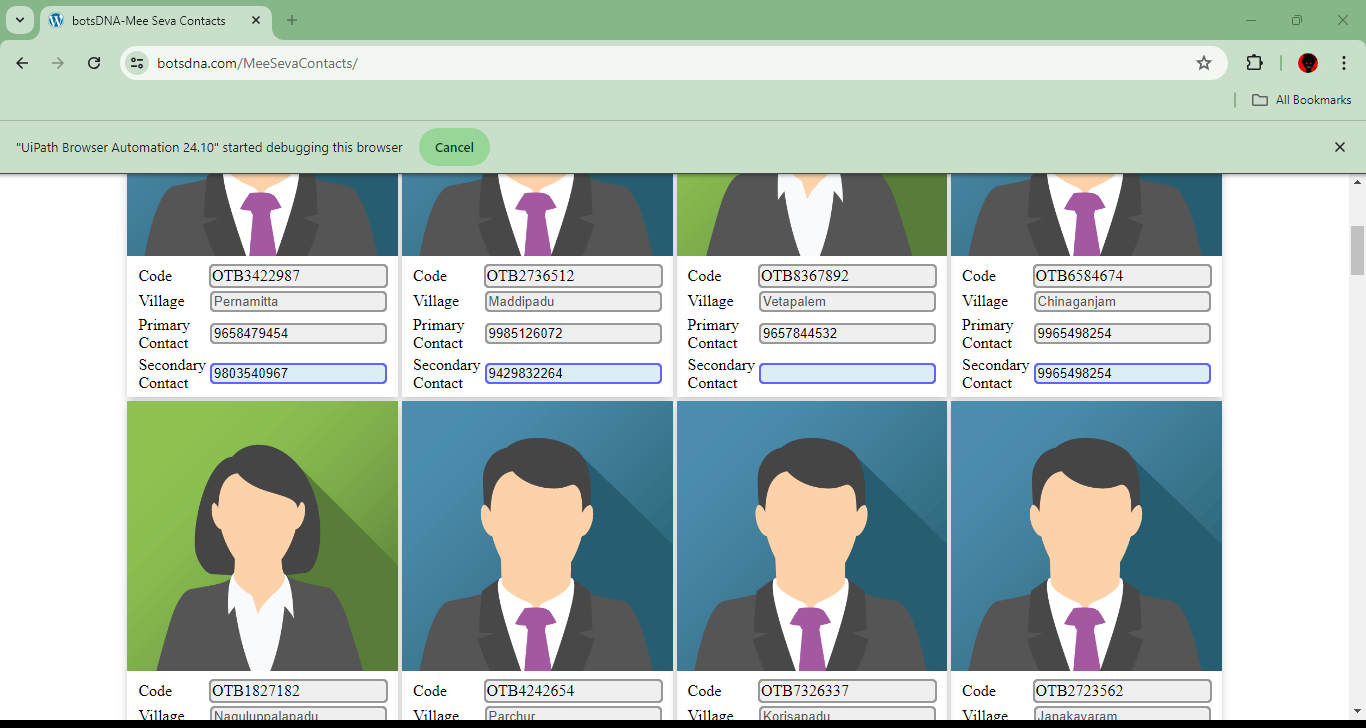 botsDNA-Mee Seva Contacts
botsdna.com/MeeSevaContacts/
All Bookmarks
"UiPath Browser Automation 24.10" started debugging this browser Cancel
Code OTB3422987 Code OTB2736512 Code OTB8367892 Code OTB6584674
Village Pernamitta Village Maddipadu Village Vetapalem Village Chinaganjam
Primary Contact 9658479454 Primary Contact 9985126072 Primary Contact 9657844532 Primary Contact 9965498254
Secondary Contact 9803540967 Secondary Contact 9429832264 Secondary Contact Secondary Contact 9965498254
Code OTB1827182 Code OTB4242654 Code OTB7326337 Code OTB2723562
Village Naguluppalapadu Village Parchur Village Korisapadu Village Janakavaram